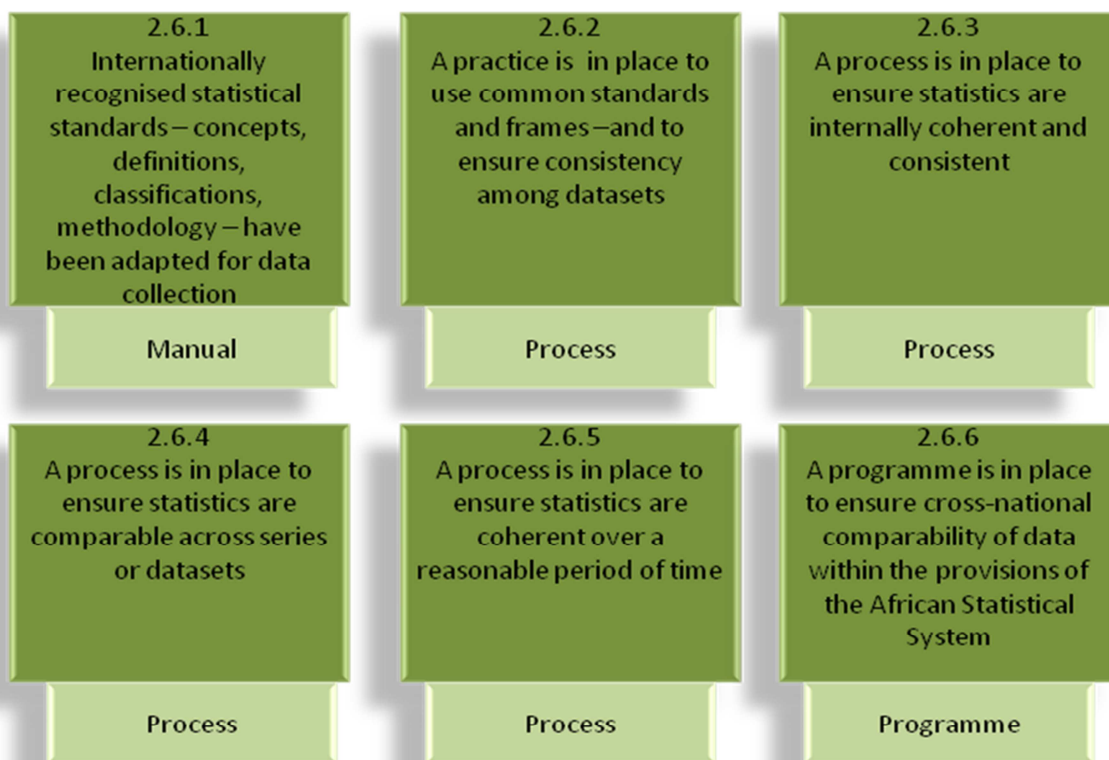 2.6.1
Internationally
recognised statistical
standards – concepts,
definitions,
classifications,
methodology – have
been adapted for data
collection
Manual
2.6.2
A practice is in place to
use common standards
and frames –and to
ensure consistency
among datasets
Process
2.6.3
A process is in place to
ensure statistics are
internally coherent and
consistent
Process
2.6.4
A process is in place to
ensure statistics are
comparable across series
or datasets
Process
2.6.5
A process is in place to
ensure statistics are
coherent over a
reasonable period of time
Process
2.6.6
A programme is in place
to ensure cross-national
comparability of data
within the provisions of
the African Statistical
System
Programme